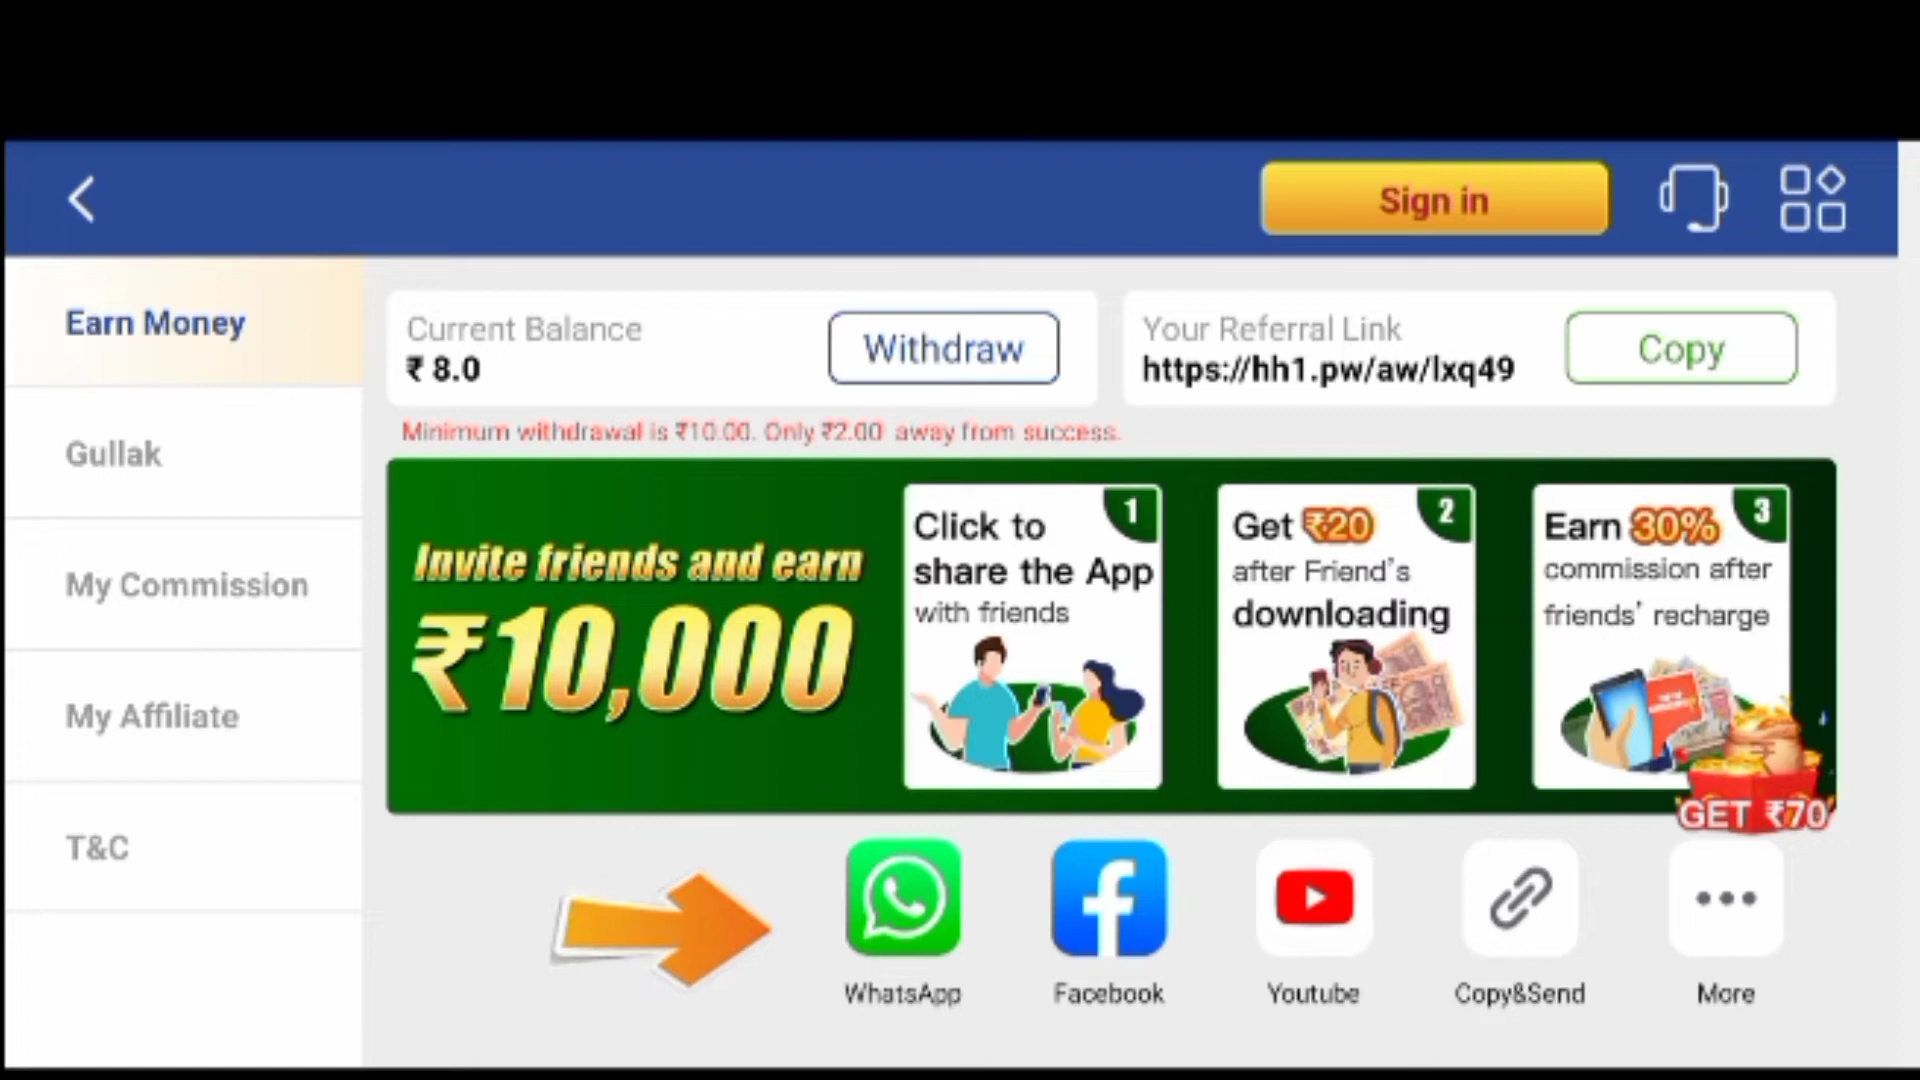 Sign in
Earn Money
Gullak
My Commission
My Affiliate
T&C
Current Balance
₹ 8.0
Withdraw
Your Referral Link
https://hh1.pw/aw/lxq49
Copy
Minimum withdrawal is ₹10.00. Only ₹2.00 away from success.
Invite friends and earn
₹10,000
1
Click to
share the App
with friends
2
Get ₹20
after Friend's
downloading
3
Earn 30%
commission after
friends' recharge
GET ₹70
WhatsApp
Facebook
Youtube
Copy&Send
More